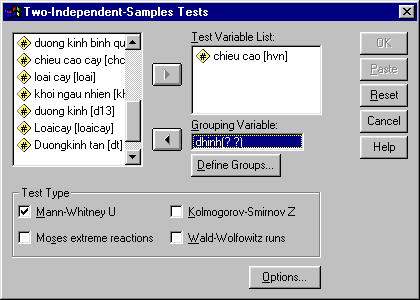 Two-Independent-Samples Tests
duong kinh binh qu
chieu cao cay [chc
loai cay [loai]
khoi ngau nhien [kh
duong kinh [d13]
Loaicay [loaicay]
Duongkinh tan [dt]
Test Variable List:
chieu cao [hvn]
Grouping Variable:
dhinh(? ?)
Define Groups...
OK
Paste
Reset
Cancel
Help
Test Type
Mann-Whitney U
Kolmogorov-Smirnov Z
Moses extreme reactions
Wald-Wolfowitz runs
Options...